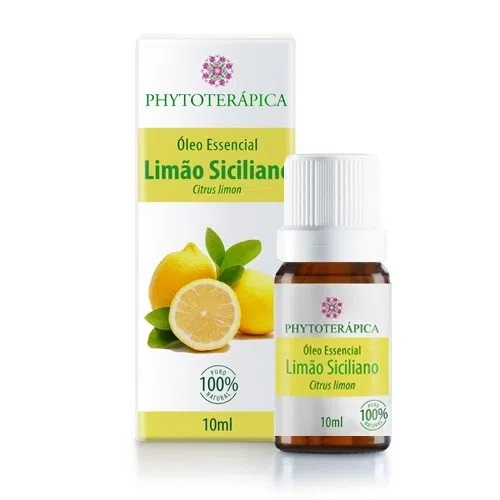 PHYTOTERÁPICA
Óleo Essencial
Limão Siciliano
Citrus limon
PURO
100%
NATURAL
10ml
PHYTOTERÁPICA
Óleo Essencial
Limão Siciliano
Citrus limon
PURO
100%
NATURAL
10ml